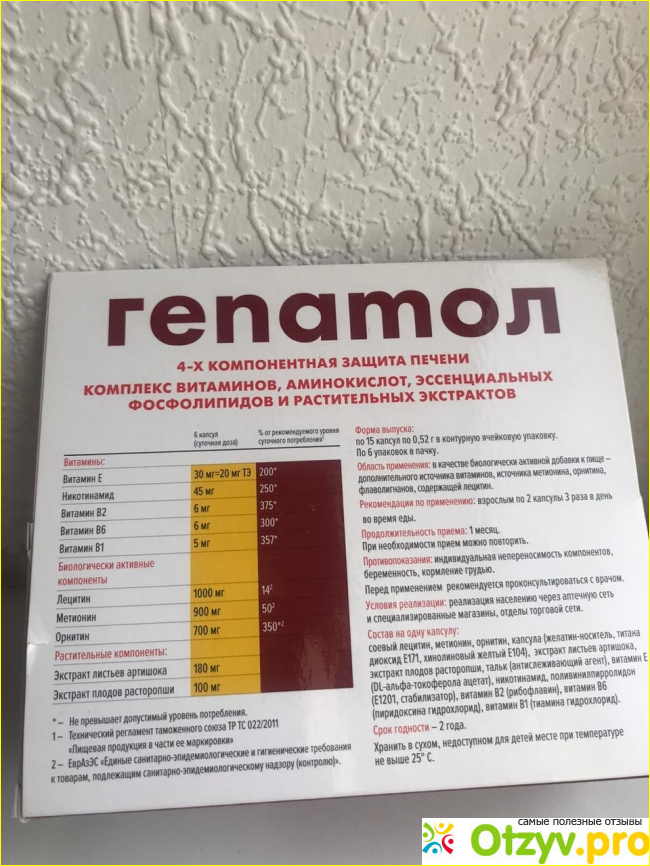 гепатол
4-Х КОМПОНЕНТНАЯ ЗАЩИТА ПЕЧЕНИ
КОМПЛЕКС ВИТАМИНОВ, АМИНОКИСЛОТ, ЭССЕНЦИАЛЬНЫХ
ФОСФОЛИПИДОВ И РАСТИТЕЛЬНЫХ ЭКСТРАКТОВ
6 капсул
(суточная доза)
% от рекомендуемого уровня
суточного потребления¹
Витамины:
Витамин Е 30 мг=20 мг ТЭ 200*
Никотинамид 45 мг 250*
Витамин В2 6 мг 375*
Витамин В6 6 мг 300*
Витамин В1 5 мг 357*
Биологически активные
компоненты
Лецитин 1000 мг 14²
Метионин 900 мг 50²
Орнитин 700 мг 350*²
Растительные компоненты:
Экстракт листьев артишока 180 мг
Экстракт плодов расторопши 100 мг
* – Не превышает допустимый уровень потребления.
1 – Технический регламент таможенного союза ТР ТС 022/2011
«Пищевая продукция в части ее маркировки»
2 – ЕврАзЭС «Единые санитарно-эпидемиологические и гигиенические требования
к товарам, подлежащим санитарно-эпидемиологическому надзору (контролю)».
Форма выпуска:
по 15 капсул по 0,52 г в контурную ячейковую упаковку.
По 6 упаковок в пачку.
Область применения: в качестве биологически активной добавки к пище –
дополнительного источника витаминов, источника метионина, орнитина,
флаволигнанов, содержащей лецитин.
Рекомендации по применению: взрослым по 2 капсулы 3 раза в день
во время еды.
Продолжительность приема: 1 месяц.
При необходимости прием можно повторить.
Противопоказания: индивидуальная непереносимость компонентов,
беременность, кормление грудью.
Перед применением рекомендуется проконсультироваться с врачом.
Условия реализации: реализация населению через аптечную сеть
и специализированные магазины, отделы торговой сети.
Состав на одну капсулу:
соевый лецитин, метионин, орнитин, капсула (желатин-носитель, титана
диоксид Е171, хинолиновый желтый Е104), экстракт листьев артишока,
экстракт плодов расторопши, тальк (антислеживающий агент), витамин Е
(DL-альфа-токоферола ацетат), никотинамид, поливинилпирролидон
(Е1201, стабилизатор), витамин В2 (рибофлавин), витамин В6
(пиридоксина гидрохлорид), витамин В1 (тиамина гидрохлорид).
Срок годности – 2 года.
Хранить в сухом, недоступном для детей месте при температуре
не выше 25° С.
самые полезные отзывы
Otzyv.pro